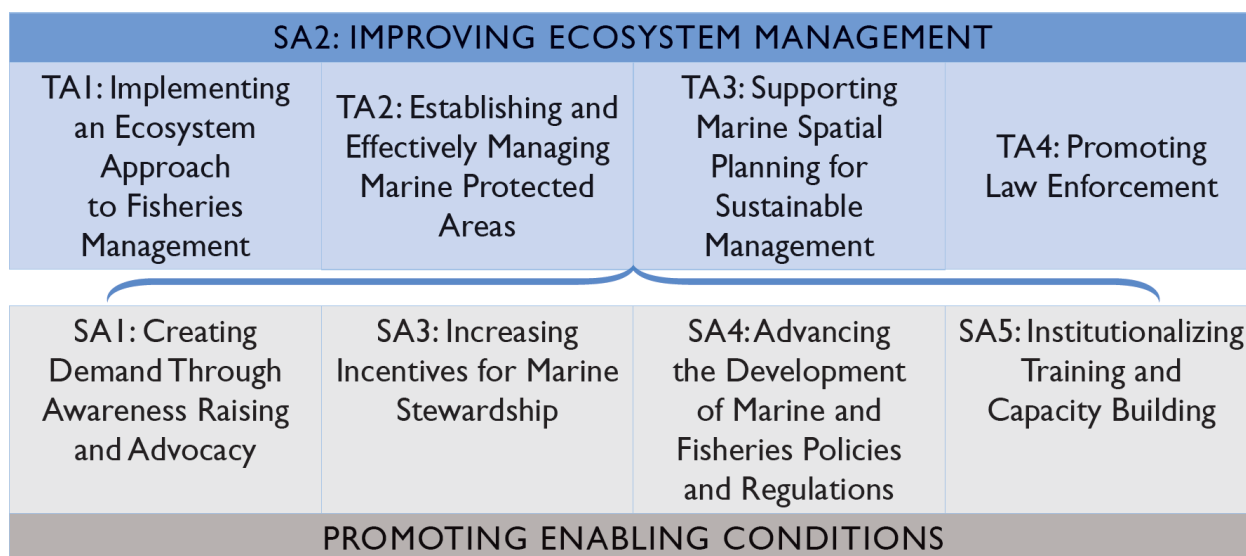 SA2: IMPROVING ECOSYSTEM MANAGEMENT
TA1: Implementing
an Ecosystem
Approach
to Fisheries
Management
TA2: Establishing and
Effectively Managing
Marine Protected
Areas
TA3: Supporting
Marine Spatial
Planning for
Sustainable
Management
TA4: Promoting
Law Enforcement
SA1: Creating
Demand Through
Awareness Raising
and Advocacy
SA3: Increasing
Incentives for Marine
Stewardship
SA4: Advancing
the Development
of Marine and
Fisheries Policies
and Regulations
SA5: Institutionalizing
Training and
Capacity Building
PROMOTING ENABLING CONDITIONS